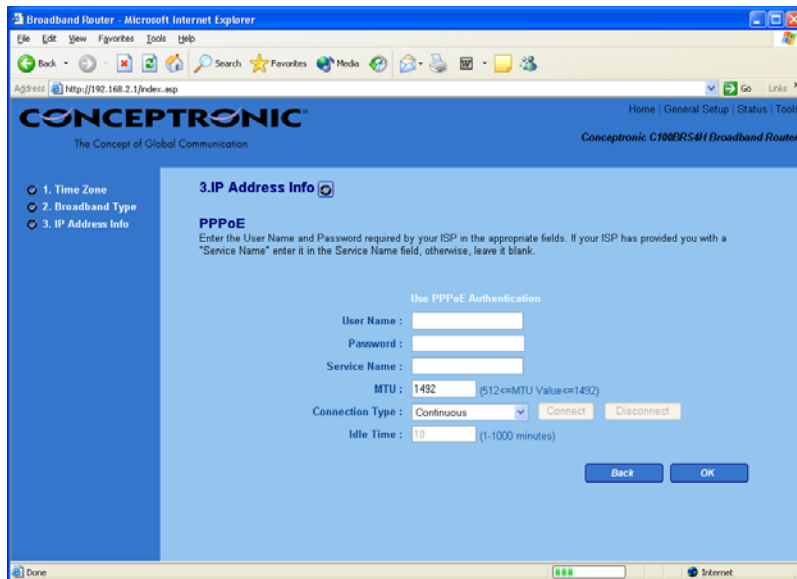 Broadband Router - Microsoft Internet Explorer
File Edit View Favorites Tools Help
Back Search Favorites Media
Address http://192.168.2.1/index.asp Go Links
CONCEPTRONIC
The Concept of Global Communication
Home | General Setup | Status | Tools
Conceptronic C100BRS4H Broadband Router
1. Time Zone
2. Broadband Type
3. IP Address Info
3.IP Address Info
PPPoE
Enter the User Name and Password required by your ISP in the appropriate fields. If your ISP has provided you with a
"Service Name" enter it in the Service Name field, otherwise, leave it blank.
Use PPPoE Authentication
User Name :
Password :
Service Name :
MTU : 1492 (512<=MTU Value<=1492)
Connection Type : Continuous Connect Disconnect
Idle Time : 10 (1-1000 minutes)
Back OK
Done Internet